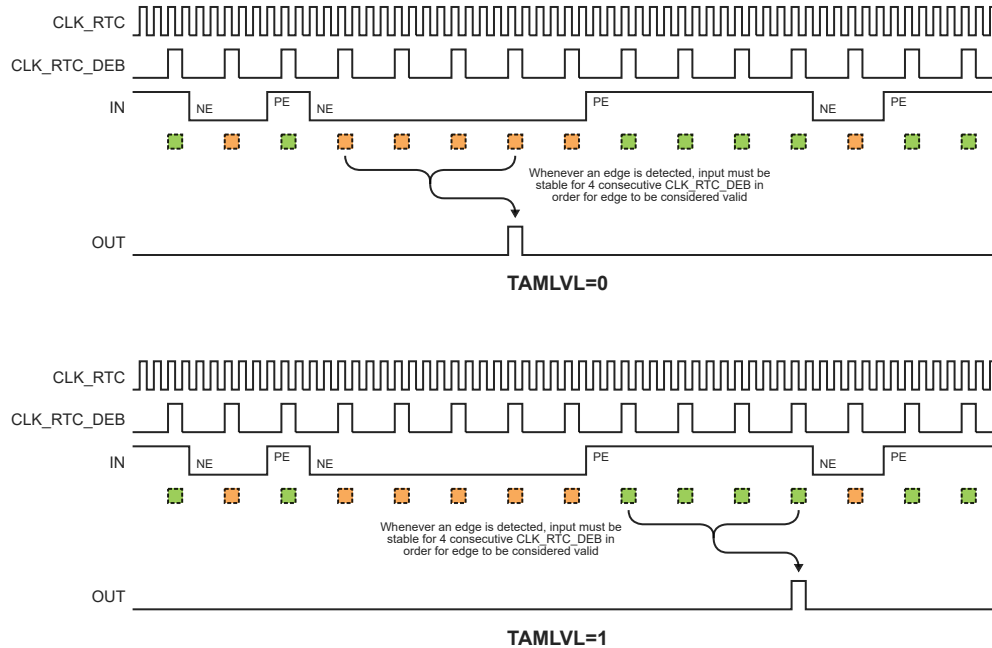 CLK_RTC
CLK_RTC_DEB
IN
NE
PE
NE
PE
NE
PE
Whenever an edge is detected, input must be
stable for 4 consecutive CLK_RTC_DEB in
order for edge to be considered valid
OUT
TAMLVL=0
CLK_RTC
CLK_RTC_DEB
IN
NE
PE
NE
PE
NE
PE
Whenever an edge is detected, input must be
stable for 4 consecutive CLK_RTC_DEB in
order for edge to be considered valid
OUT
TAMLVL=1